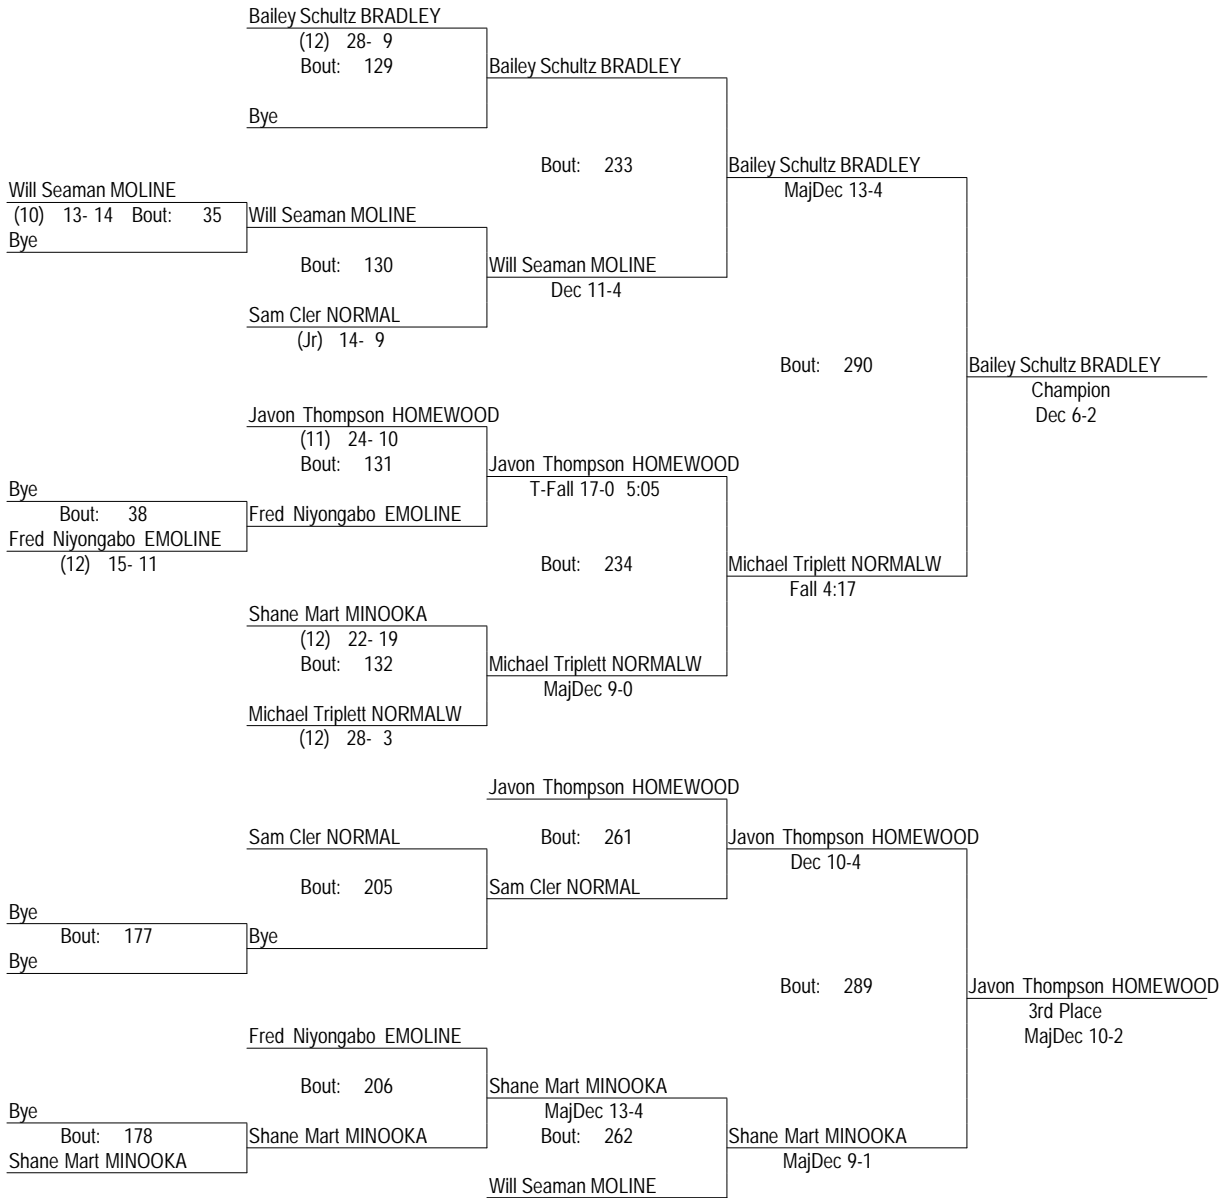 Bailey Schultz BRADLEY
(12) 28- 9
Bout: 129
Bailey Schultz BRADLEY
Bye
Bout: 233
Bailey Schultz BRADLEY
MajDec 13-4
Will Seaman MOLINE
(10) 13- 14 Bout: 35
Will Seaman MOLINE
Bye
Bout: 130
Will Seaman MOLINE
Dec 11-4
Sam Cler NORMAL
(Jr) 14- 9
Bout: 290
Bailey Schultz BRADLEY
Champion
Dec 6-2
Javon Thompson HOMEWOOD
(11) 24- 10
Bout: 131
Javon Thompson HOMEWOOD
T-Fall 17-0 5:05
Bye
Bout: 38
Fred Niyongabo EMOLINE
Fred Niyongabo EMOLINE
(12) 15- 11
Bout: 234
Michael Triplett NORMALW
Fall 4:17
Shane Mart MINOOKA
(12) 22- 19
Bout: 132
Michael Triplett NORMALW
MajDec 9-0
Michael Triplett NORMALW
(12) 28- 3
Javon Thompson HOMEWOOD
Sam Cler NORMAL
Bout: 261
Javon Thompson HOMEWOOD
Dec 10-4
Bout: 205
Sam Cler NORMAL
Bye
Bout: 177
Bye
Bye
Bout: 289
Javon Thompson HOMEWOOD
3rd Place
MajDec 10-2
Fred Niyongabo EMOLINE
Bout: 206
Shane Mart MINOOKA
MajDec 13-4
Bye
Bout: 178
Shane Mart MINOOKA
Bout: 262
Shane Mart MINOOKA
MajDec 9-1
Shane Mart MINOOKA
Will Seaman MOLINE